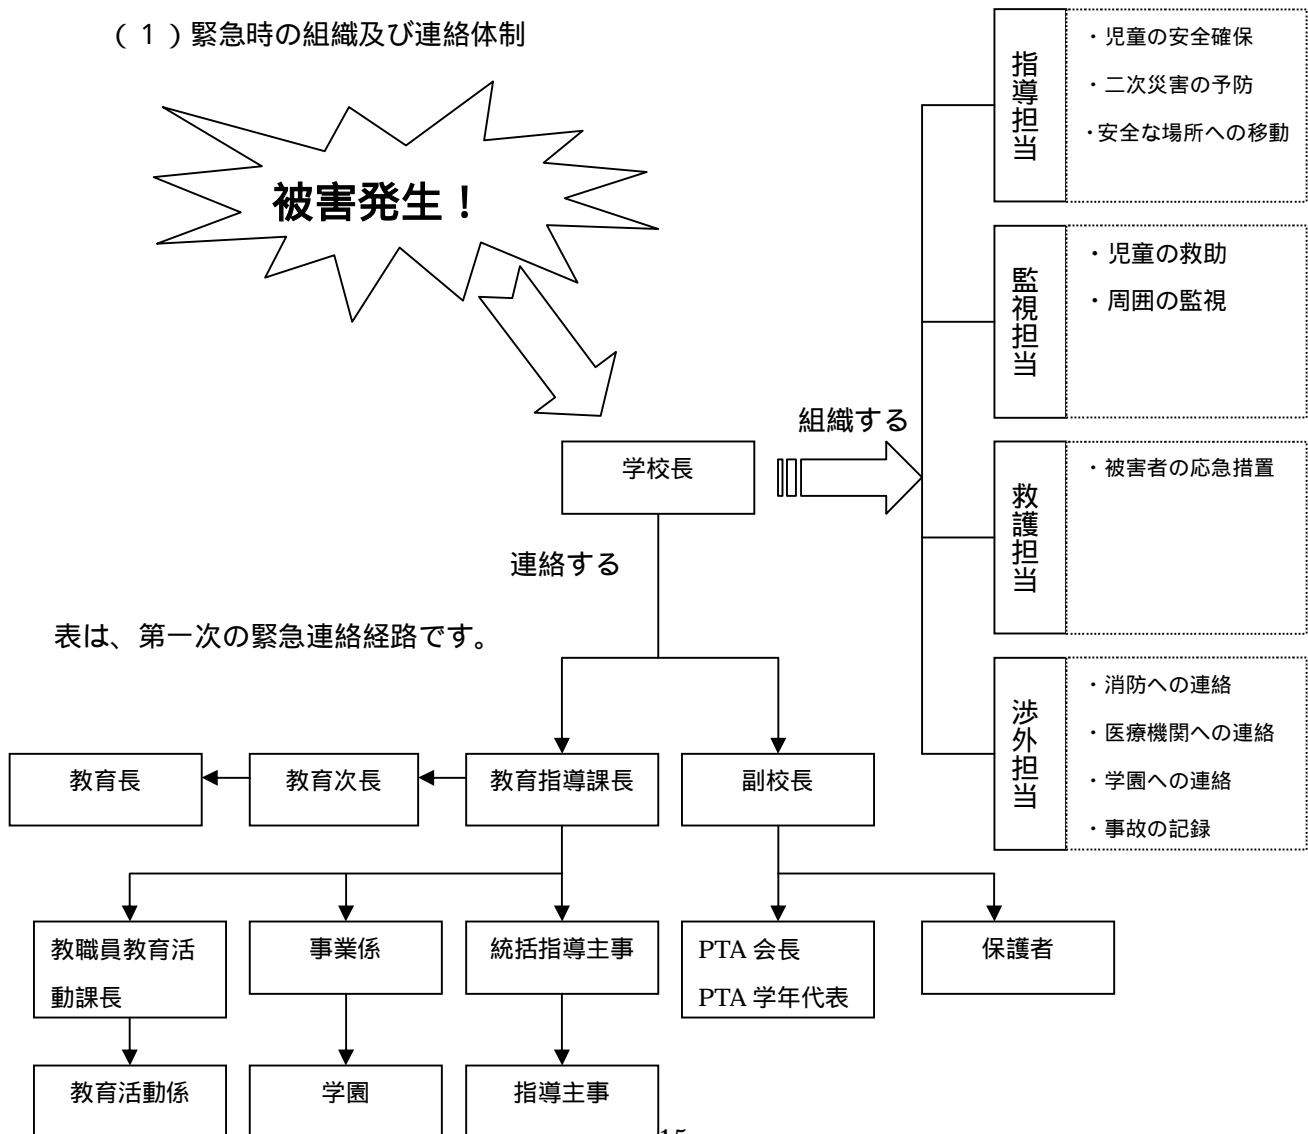 (１)緊急時の組織及び連絡体制
被害発生！
指導担当
・児童の安全確保
・二次災害の予防
・安全な場所への移動
監視担当
・児童の救助
・周囲の監視
組織する
学校長
救護担当
・被害者の応急措置
連絡する
表は、第一次の緊急連絡経路です。
渉外担当
・消防への連絡
・医療機関への連絡
・学園への連絡
・事故の記録
教育長
教育次長
教育指導課長
副校長
教職員教育活
動課長
事業係
統括指導主事
PTA 会長
PTA 学年代表
保護者
教育活動係
学園
指導主事
15